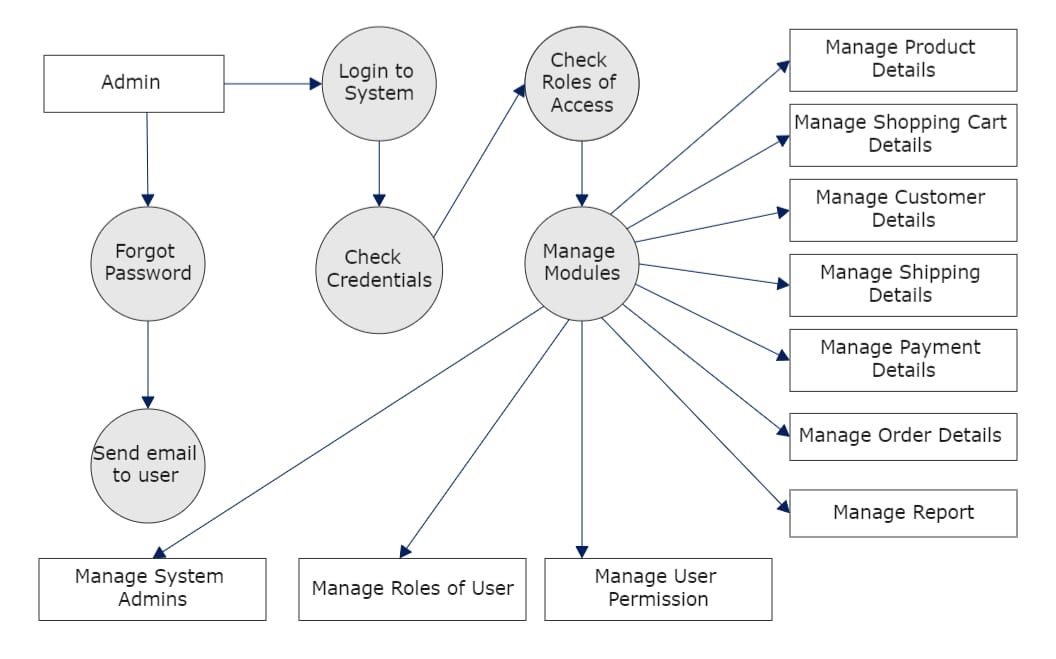 Admin
Login to
System
Check
Roles of
Access
Manage Product
Details
Manage Shopping Cart
Details
Manage Customer
Details
Forgot
Password
Check
Credentials
Manage
Modules
Manage Shipping
Details
Manage Payment
Details
Manage Order Details
Send email
to user
Manage Report
Manage System
Admins
Manage Roles of User
Manage User
Permission